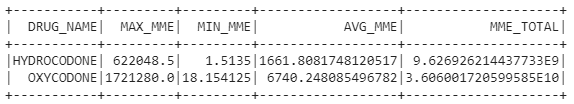 +-----------+---------+---------+------------------+--------------------+
|  DRUG_NAME|  MAX_MME|  MIN_MME|           AVG_MME|           MME_TOTAL|
+-----------+---------+---------+------------------+--------------------+
|HYDROCODONE| 622048.5|   1.5135|1661.8081748120517| 9.626926214437733E9|
|  OXYCODONE|1721280.0|18.154125| 6740.248085496782|3.606001720599585E10|
+-----------+---------+---------+------------------+--------------------+